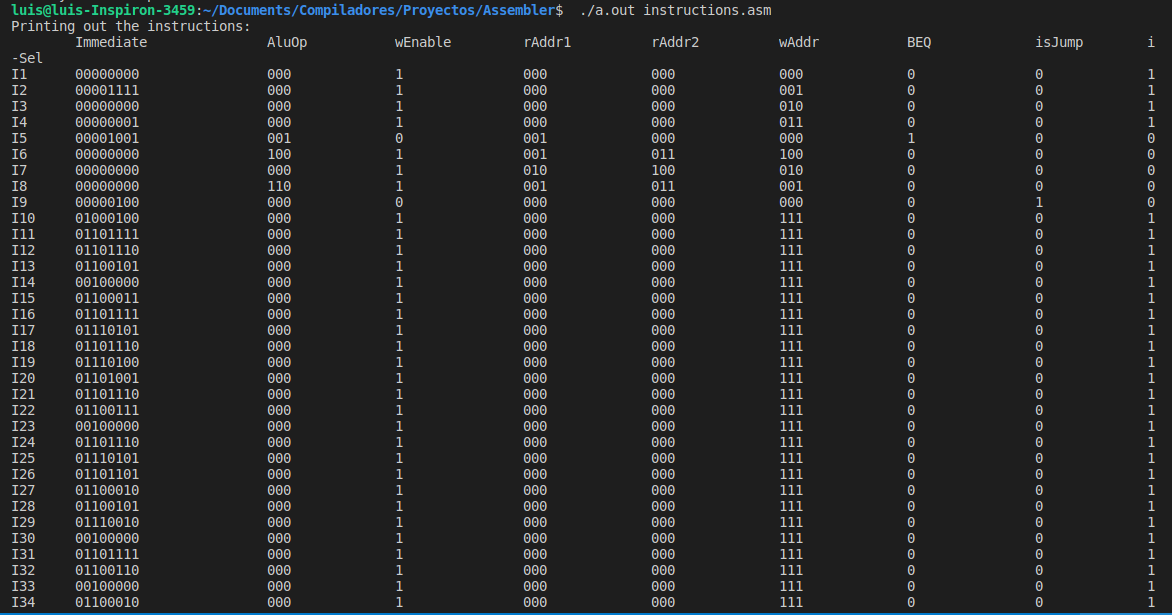 luis@luis-Inspiron-3459:~/Documents/Compiladores/Proyectos/Assembler$ ./a.out instructions.asm
Printing out the instructions:
Immediate AluOp wEnable rAddr1 rAddr2 wAddr BEQ isJump i
-Sel
I1 00000000 000 1 000 000 000 0 0 1
I2 00001111 000 1 000 000 001 0 0 1
I3 00000000 000 1 000 000 010 0 0 1
I4 00000001 000 1 000 000 011 0 0 1
I5 00001001 001 0 001 000 000 1 0 0
I6 00000000 100 1 001 011 100 0 0 0
I7 00000000 000 1 010 100 010 0 0 0
I8 00000000 110 1 001 011 001 0 0 0
I9 00000100 000 0 000 000 000 0 1 0
I10 01000100 000 1 000 000 111 0 0 1
I11 01101111 000 1 000 000 111 0 0 1
I12 01101110 000 1 000 000 111 0 0 1
I13 01100101 000 1 000 000 111 0 0 1
I14 00100000 000 1 000 000 111 0 0 1
I15 01100011 000 1 000 000 111 0 0 1
I16 01101111 000 1 000 000 111 0 0 1
I17 01110101 000 1 000 000 111 0 0 1
I18 01101110 000 1 000 000 111 0 0 1
I19 01110100 000 1 000 000 111 0 0 1
I20 01101001 000 1 000 000 111 0 0 1
I21 01101110 000 1 000 000 111 0 0 1
I22 01100111 000 1 000 000 111 0 0 1
I23 00100000 000 1 000 000 111 0 0 1
I24 01101110 000 1 000 000 111 0 0 1
I25 01110101 000 1 000 000 111 0 0 1
I26 01101101 000 1 000 000 111 0 0 1
I27 01100010 000 1 000 000 111 0 0 1
I28 01100101 000 1 000 000 111 0 0 1
I29 01110010 000 1 000 000 111 0 0 1
I30 00100000 000 1 000 000 111 0 0 1
I31 01101111 000 1 000 000 111 0 0 1
I32 01100110 000 1 000 000 111 0 0 1
I33 00100000 000 1 000 000 111 0 0 1
I34 01100010 000 1 000 000 111 0 0 1